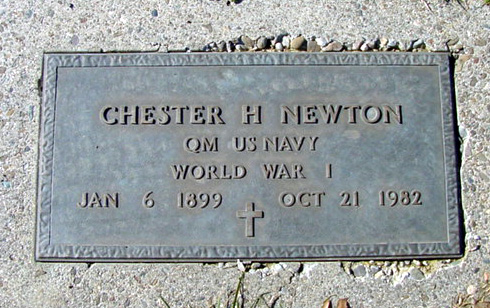 CHESTER H NEWTON
QM US NAVY
WORLD WAR I
JAN 6 1899 OCT 21 1982